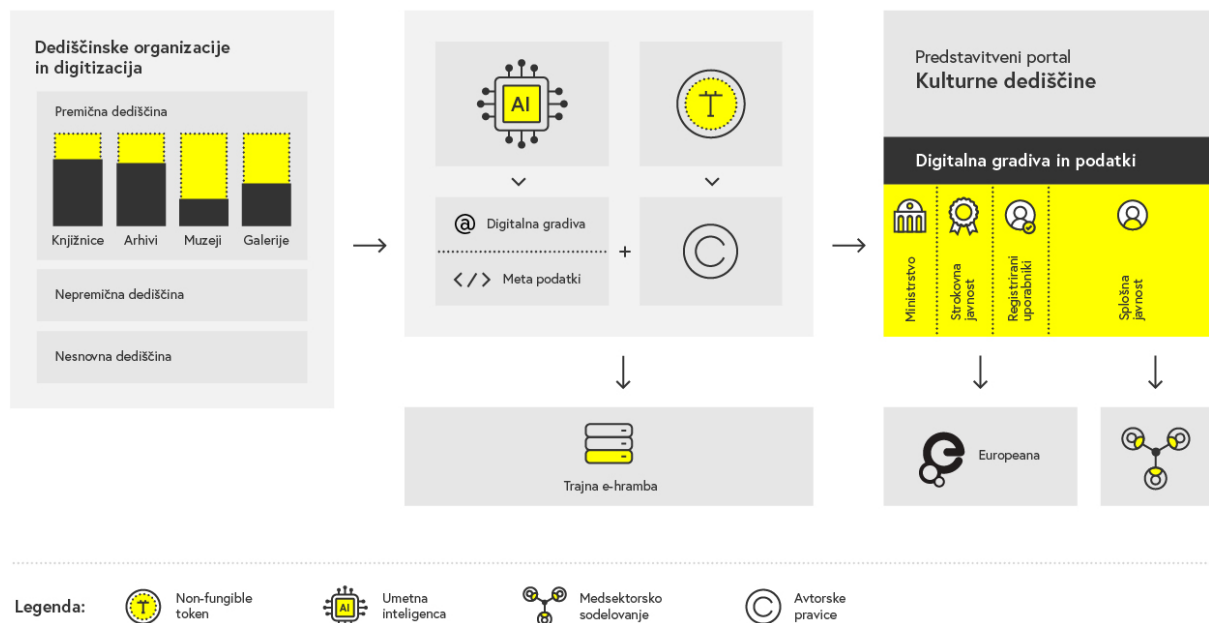 Dediščinske organizacije
in digitizacija
Premična dediščina
Knjižnice
Arhivi
Muzeji
Galerije
Nepremična dediščina
Nesnovna dediščina
AI
T
@ Digitalna gradiva
</> Meta podatki
+
C
Trajna e-hramba
Predstavitveni portal
Kulturne dediščine
Digitalna gradiva in podatki
Ministrstvo
Strokovna
javnost
Registrirani
uporabniki
Splošna
javnost
Europeana
Legenda:
T
Non-fungible
token
AI
Umetna
inteligenca
Medsektorsko
sodelovanje
C
Avtorske
pravice